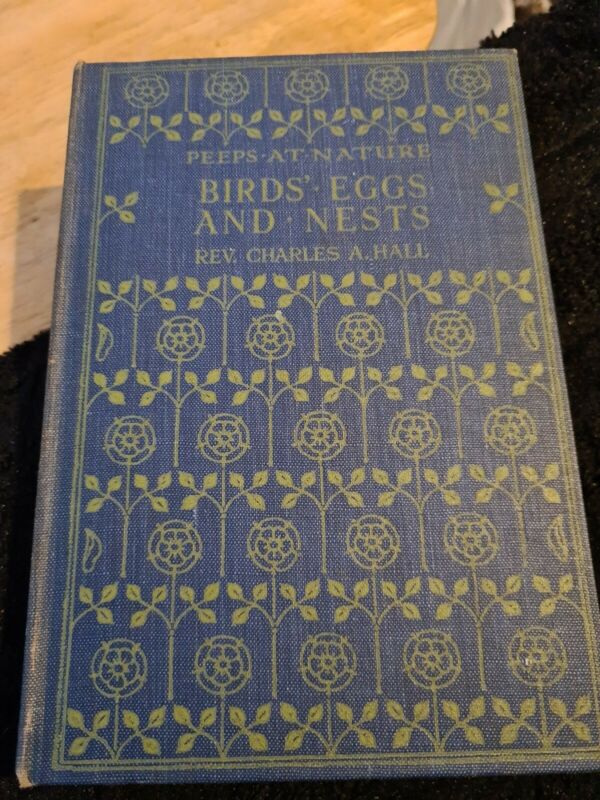 PEEPS·AT·NATURE
BIRDS'·EGGS
AND·NESTS
REV. CHARLES A. HALL